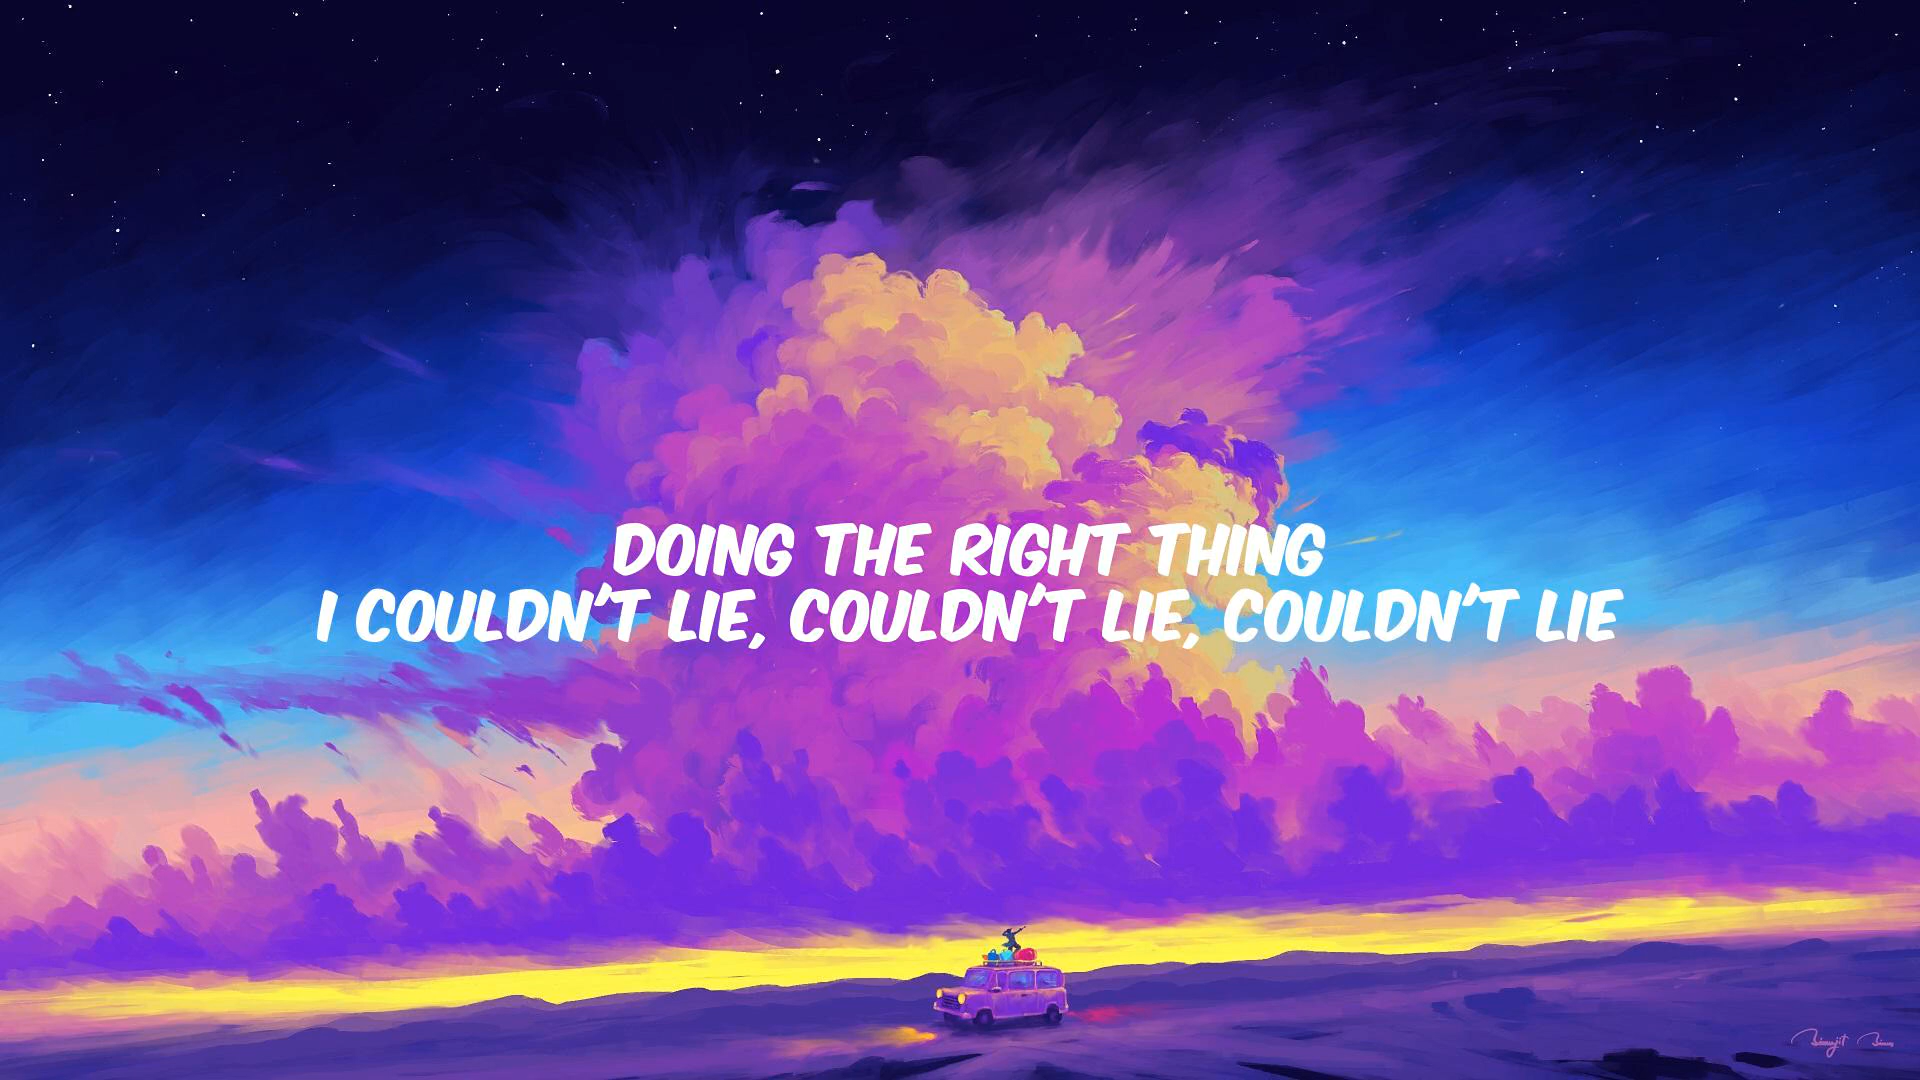 DOING THE RIGHT THING
I COULDN'T LIE, COULDN'T LIE, COULDN'T LIE